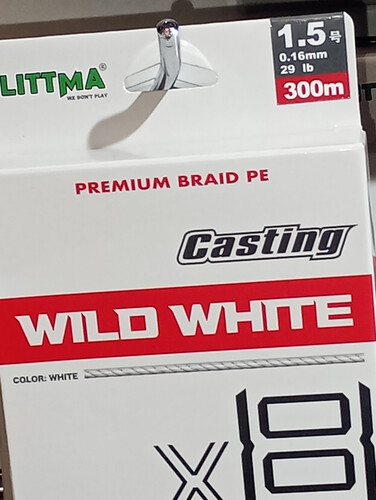 LITTMA®
WE DON'T PLAY
1.5号
0.16mm
29 lb
300m
PREMIUM BRAID PE
Casting
WILD WHITE
COLOR: WHITE
X8